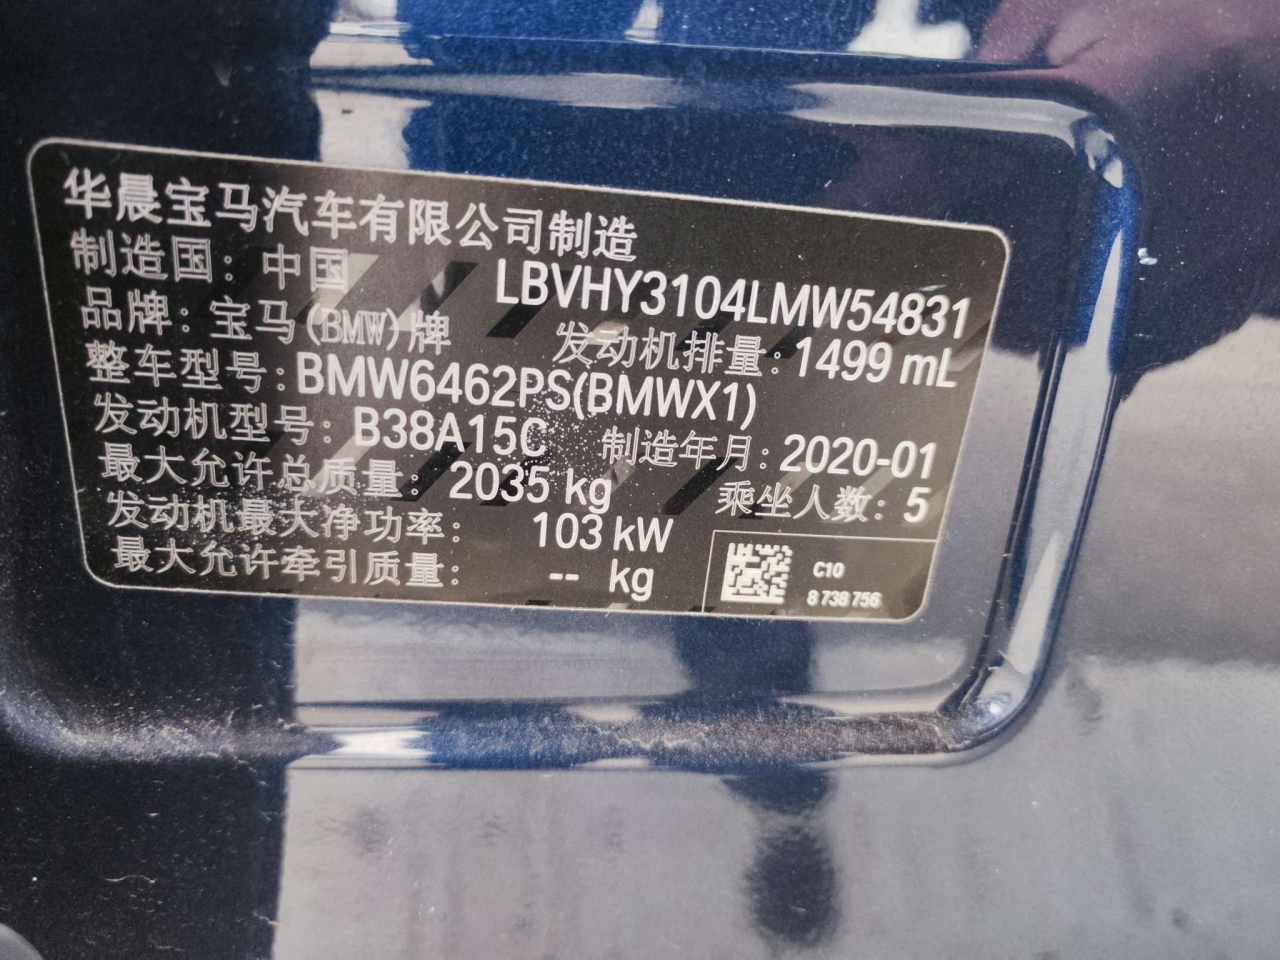 华晨宝马汽车有限公司制造
制造国：中国
LBVHY3104LMW54831
品牌：宝马(BMW)牌
发动机排量：1499 mL
整车型号：BMW6462PS(BMWX1)
发动机型号：B38A15C
制造年月：2020-01
最大允许总质量：2035 kg
乘坐人数：5
发动机最大净功率：103 kW
最大允许牵引质量：-- kg
C10
8 738 756